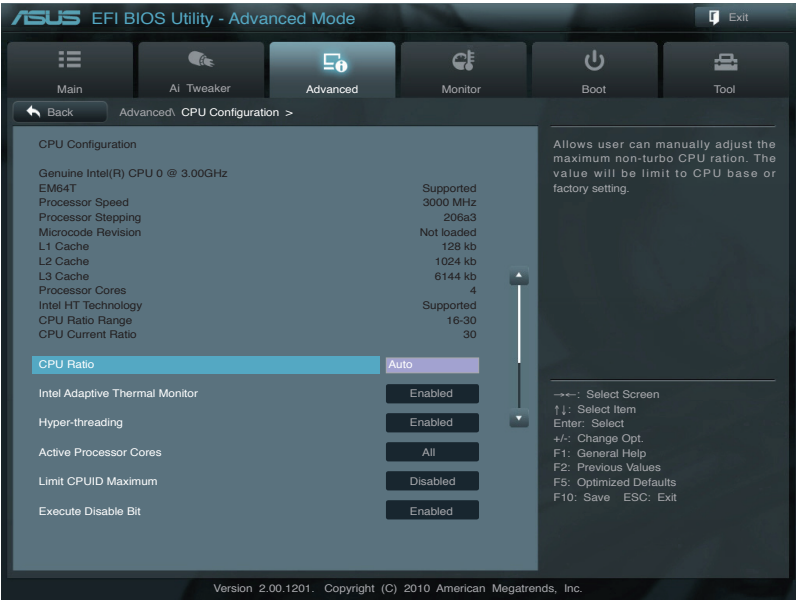 ASUS EFI BIOS Utility - Advanced Mode
Exit
Main
Ai Tweaker
Advanced
Monitor
Boot
Tool
Back
Advanced\ CPU Configuration >
CPU Configuration
Genuine Intel(R) CPU 0 @ 3.00GHz
EM64T Supported
Processor Speed 3000 MHz
Processor Stepping 206a3
Microcode Revision Not loaded
L1 Cache 128 kb
L2 Cache 1024 kb
L3 Cache 6144 kb
Processor Cores 4
Intel HT Technology Supported
CPU Ratio Range 16-30
CPU Current Ratio 30
CPU Ratio Auto
Intel Adaptive Thermal Monitor Enabled
Hyper-threading Enabled
Active Processor Cores All
Limit CPUID Maximum Disabled
Execute Disable Bit Enabled
Allows user can manually adjust the
maximum non-turbo CPU ration. The
value will be limit to CPU base or
factory setting.
→←: Select Screen
↑↓: Select Item
Enter: Select
+/-: Change Opt.
F1: General Help
F2: Previous Values
F5: Optimized Defaults
F10: Save ESC: Exit
Version 2.00.1201. Copyright (C) 2010 American Megatrends, Inc.